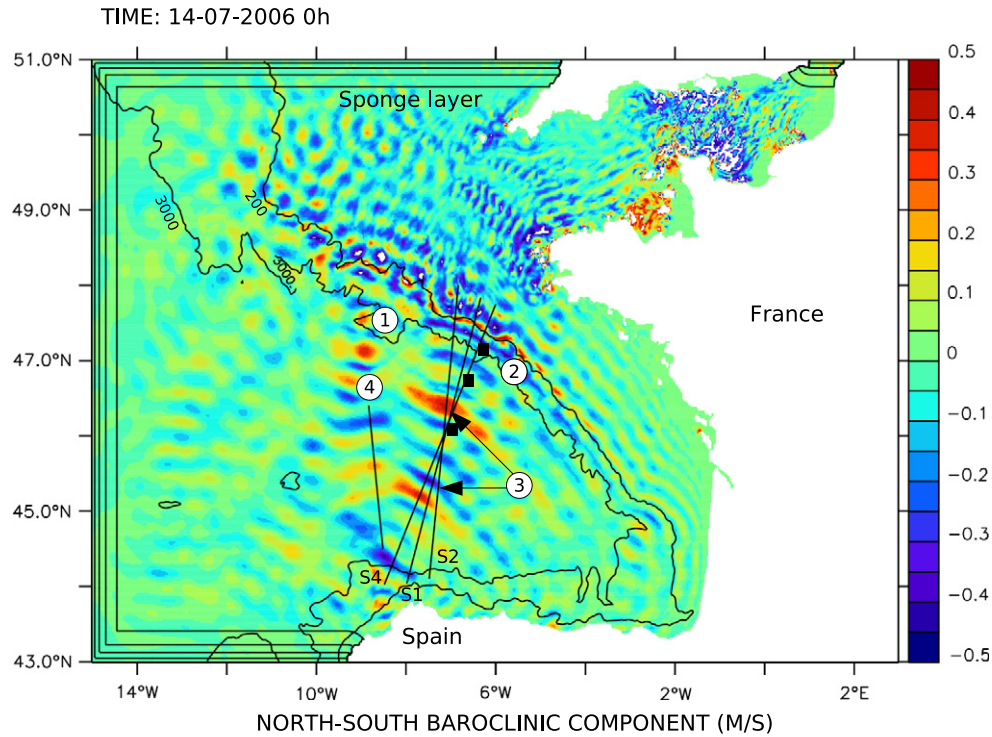 TIME: 14-07-2006 0h
51.0°N
49.0°N
47.0°N
45.0°N
43.0°N
Sponge layer
3000
200
3000
France
1
2
4
3
S2
S4
S1
Spain
14°W
10°W
6°W
2°W
2°E
NORTH-SOUTH BAROCLINIC COMPONENT (M/S)
0.5
0.4
0.3
0.2
0.1
0
−0.1
−0.2
−0.3
−0.4
−0.5